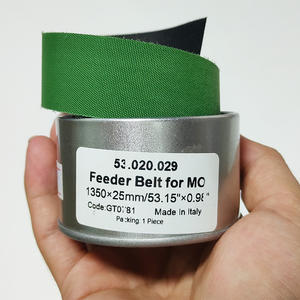 53.020.029
Feeder Belt for MO
1350×25mm/53.15"×0.98"
Code:GT0781 Made In Italy
Packing: 1 Piece